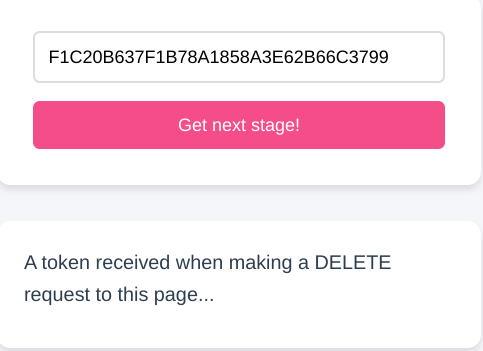 F1C20B637F1B78A1858A3E62B66C3799
Get next stage!
A token received when making a DELETE
request to this page...